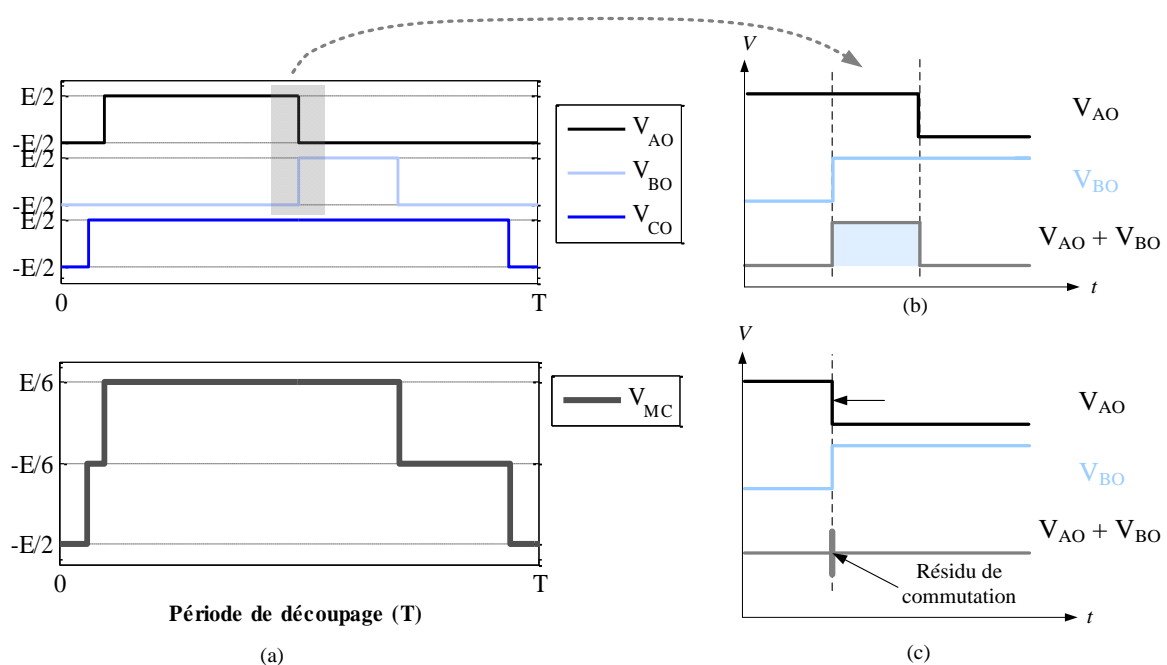 E/2
-E/2
E/2
-E/2
E/2
-E/2
0
T
V_AO
V_BO
V_CO
E/6
-E/6
-E/2
0
T
V_MC
Période de découpage (T)
(a)
V
V_AO
V_BO
V_AO + V_BO
t
(b)
V
V_AO
V_BO
V_AO + V_BO
Résidu de
commutation
t
(c)